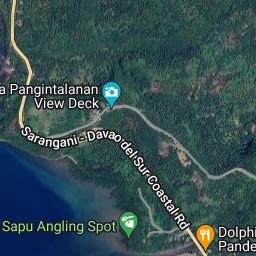 a Pangintalanan
View Deck
Sarangani - Davao del Sur Coastal Rd
Sapu Angling Spot
Dolphi
Pande